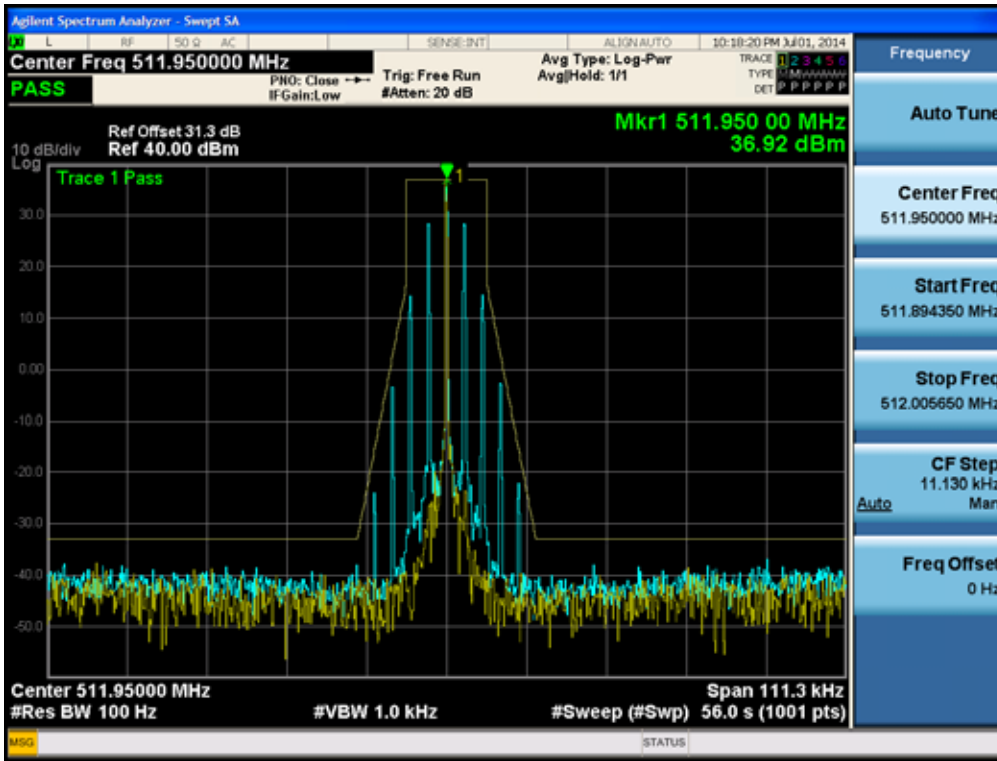 Agilent Spectrum Analyzer - Swept SA
L RF 50 Ω AC SENSE:INT ALIGN AUTO 10:18:20 PM Jul 01, 2014
Center Freq 511.950000 MHz
PASS
PNO: Close
IFGain:Low
Trig: Free Run
#Atten: 20 dB
Avg Type: Log-Pwr
Avg|Hold: 1/1
TRACE 1 2 3 4 5 6
TYPE
DET P P P P P P
Mkr1 511.950 00 MHz
36.92 dBm
Ref Offset 31.3 dB
10 dB/div Ref 40.00 dBm
Log
Trace 1 Pass
1
30.0
20.0
10.0
0.00
-10.0
-20.0
-30.0
-40.0
-50.0
Center 511.95000 MHz Span 111.3 kHz
#Res BW 100 Hz #VBW 1.0 kHz #Sweep (#Swp) 56.0 s (1001 pts)
MSG STATUS
Frequency
Auto Tune
Center Freq
511.950000 MHz
Start Freq
511.894350 MHz
Stop Freq
512.005650 MHz
CF Step
11.130 kHz
Auto Man
Freq Offset
0 Hz